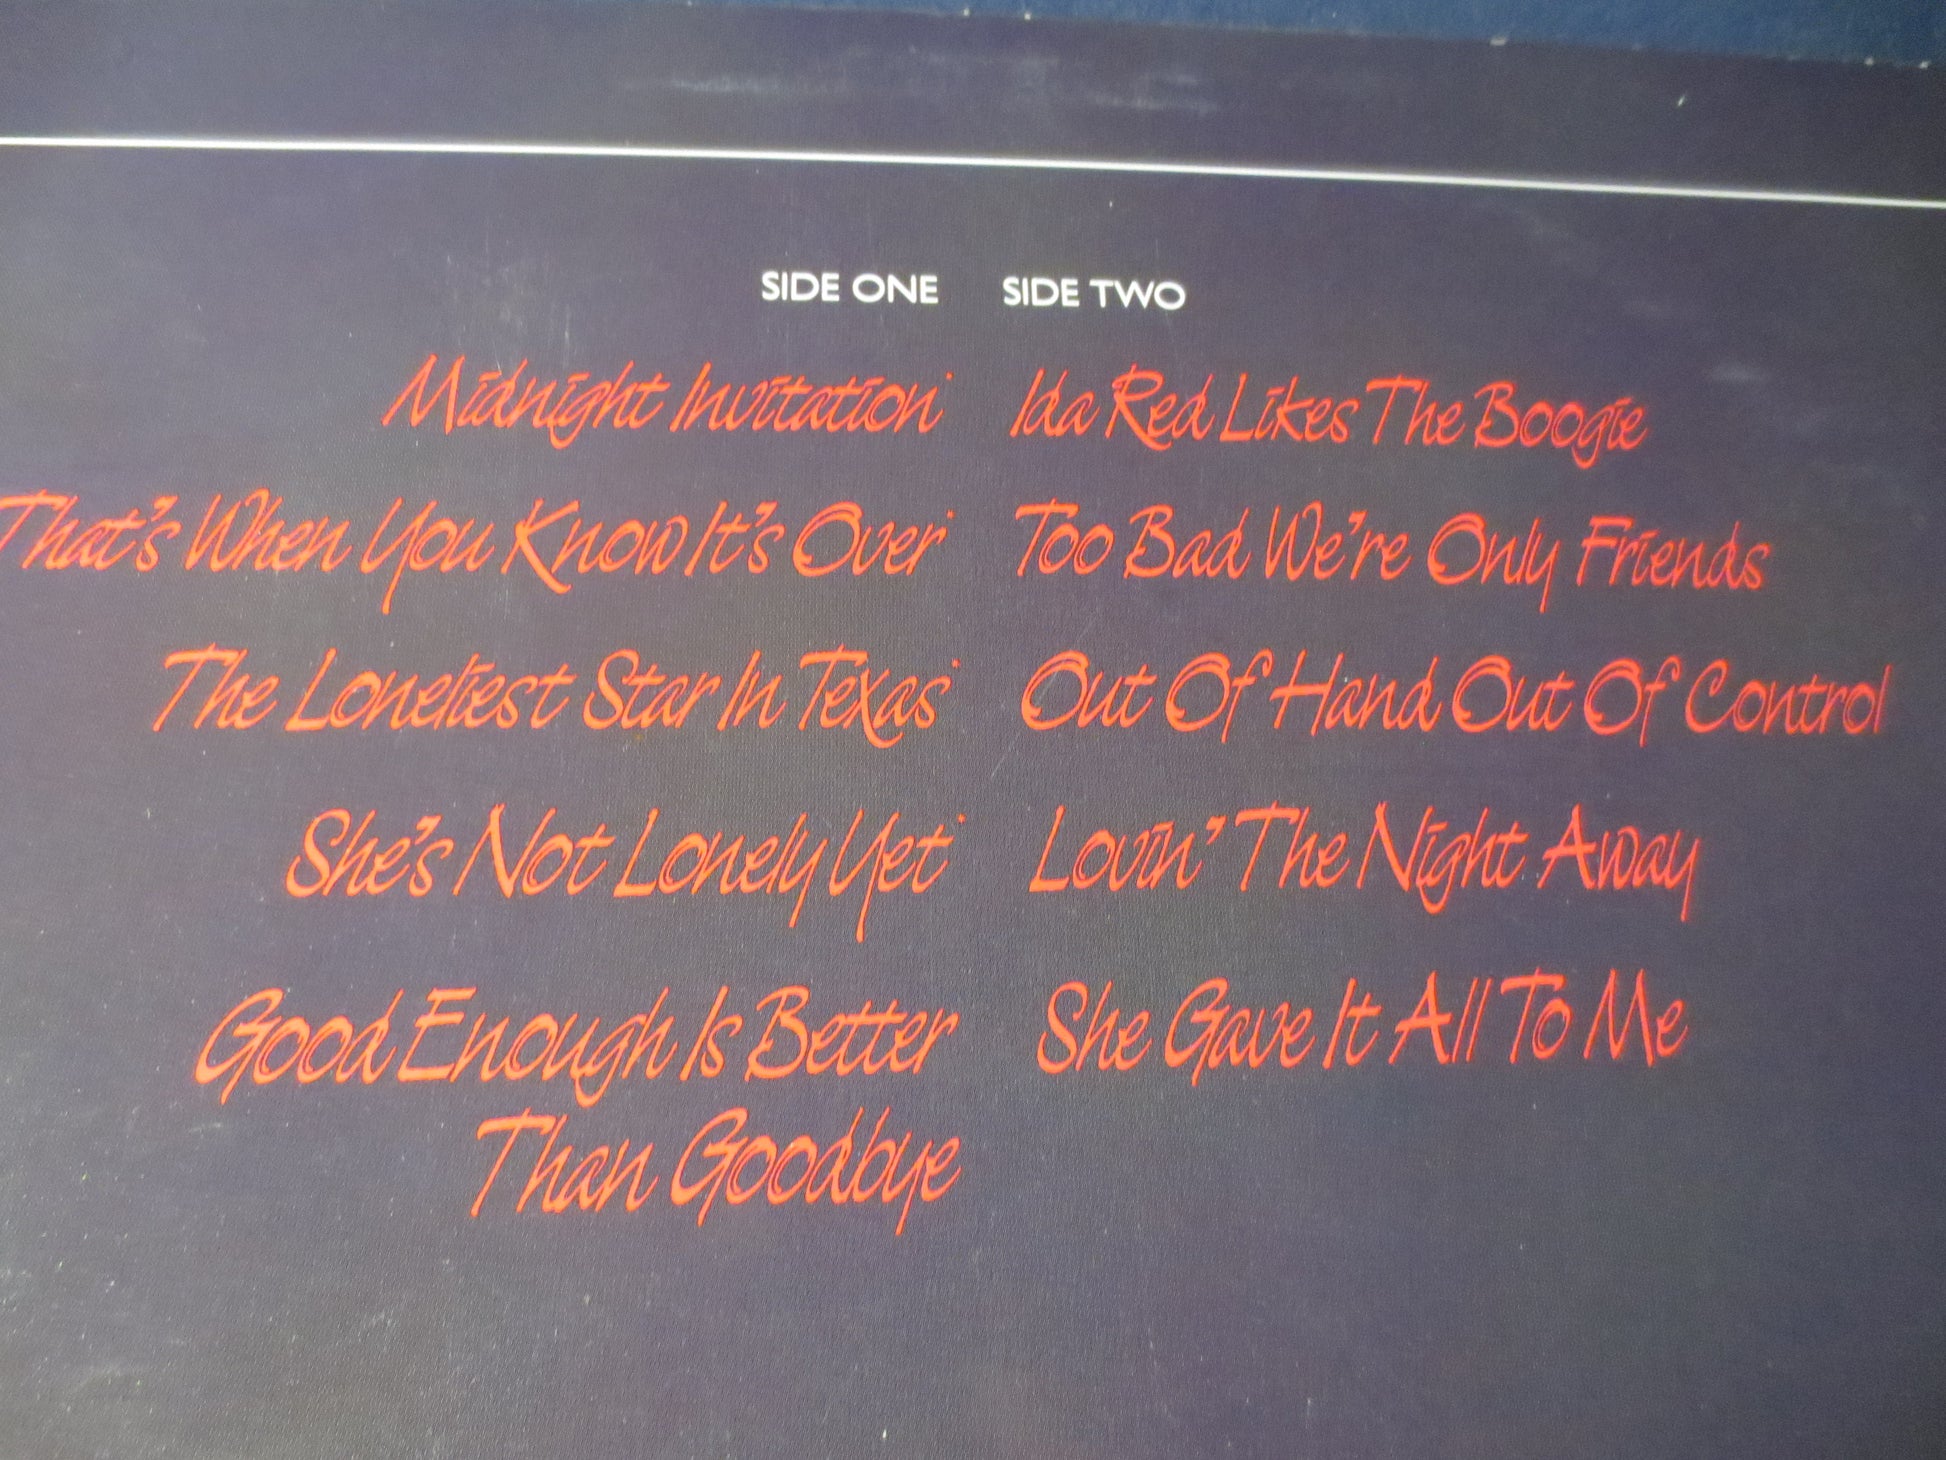 SIDE ONE
Midnight Invitation
That's When You Know It's Over
The Loneliest Star In Texas
She's Not Lonely Yet
Good Enough Is Better
Than Goodbye
SIDE TWO
Ida Red Likes The Boogie
Too Bad We're Only Friends
Out Of Hand Out Of Control
Lovin' The Night Away
She Gave It All To Me